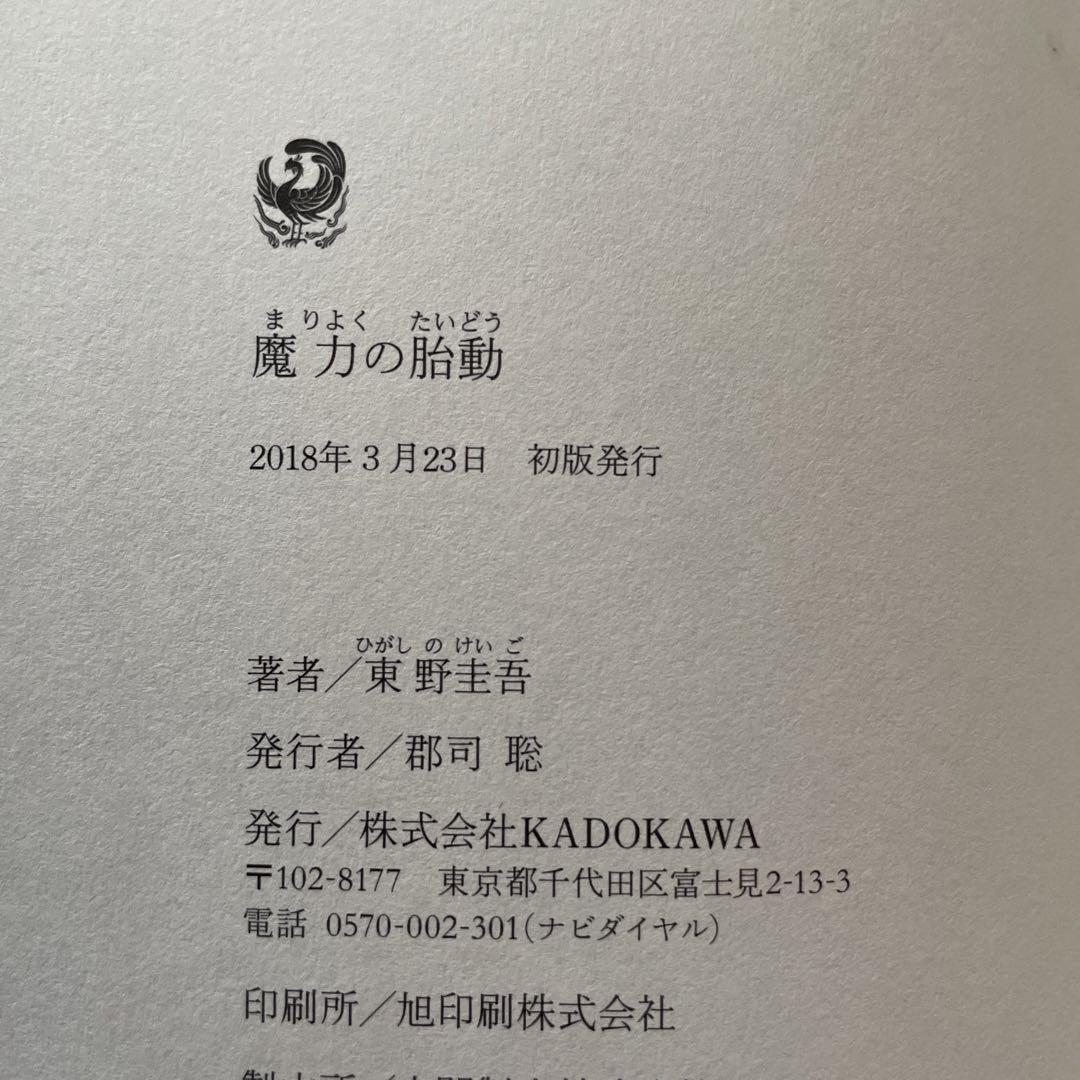 まりよく たいどう
魔力の胎動
2018年3月23日 初版発行
ひがしのけいご
著者／東野圭吾
発行者／郡司 聡
発行／株式会社KADOKAWA
〒102-8177 東京都千代田区富士見2-13-3
電話 0570-002-301(ナビダイヤル)
印刷所／旭印刷株式会社